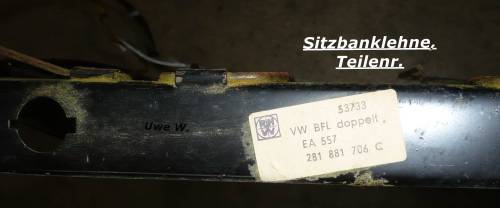 Sitzbanklehne,
Teilenr.
Uwe W.
53733
VW BFL doppelt,
EA 557
281 881 706 C